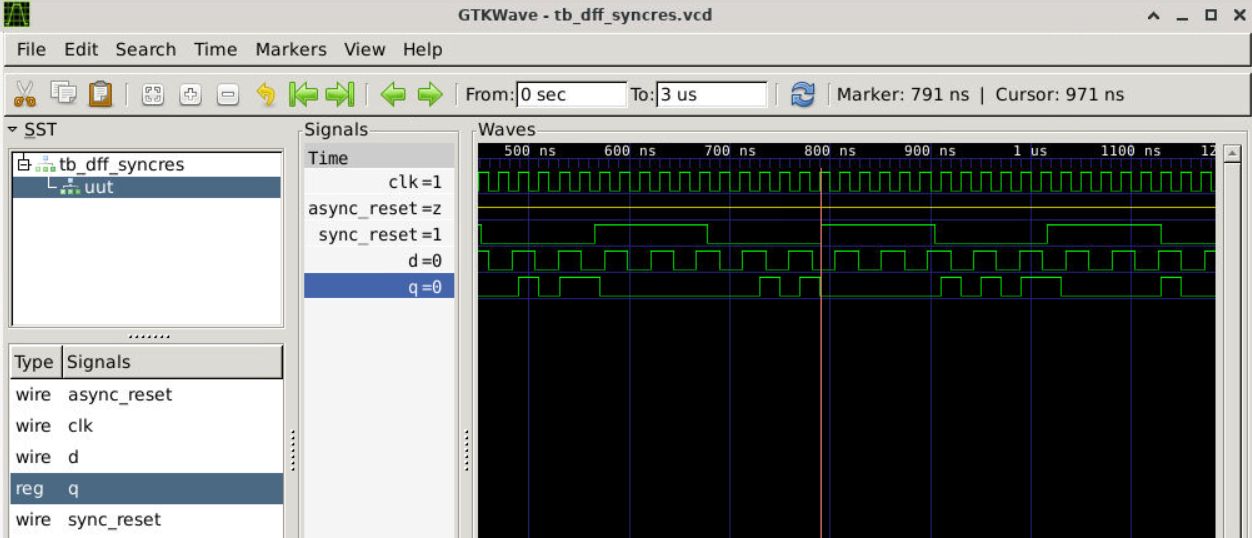 GTKWave - tb_dff_syncres.vcd
File Edit Search Time Markers View Help
From: 0 sec To: 3 us Marker: 791 ns | Cursor: 971 ns
SST
tb_dff_syncres
uut
Type Signals
wire async_reset
wire clk
wire d
reg q
wire sync_reset
Signals
Time
clk=1
async_reset=z
sync_reset=1
d=0
q=0
Waves
500 ns 600 ns 700 ns 800 ns 900 ns 1 us 1100 ns 12